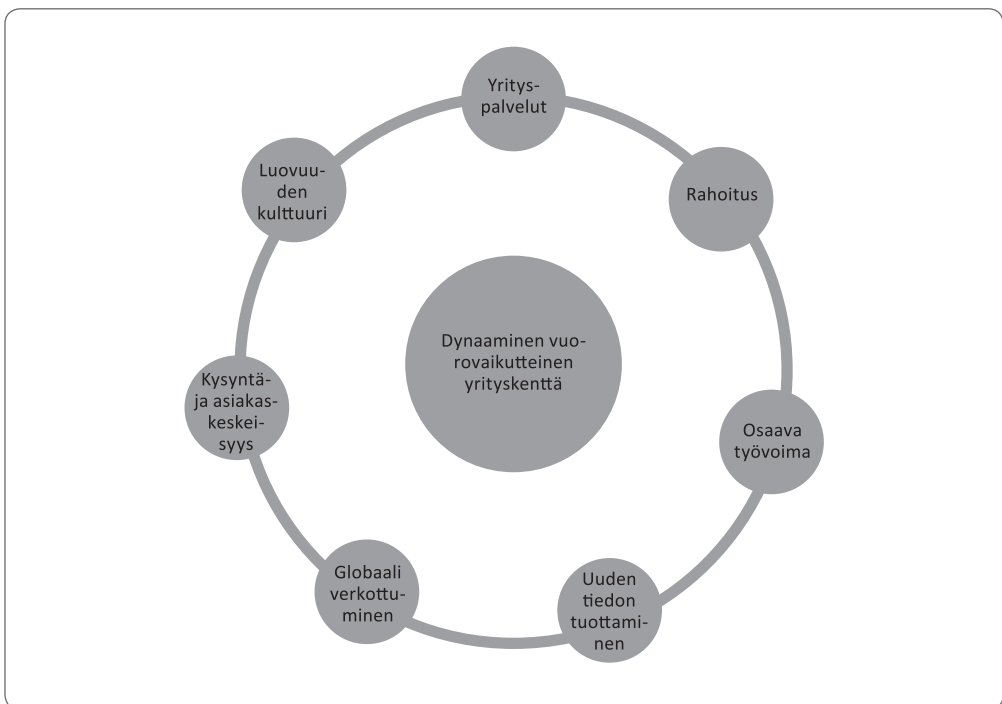 Yritys-
palvelut
Rahoitus
Osaava
työvoima
Uuden
tiedon
tuottami-
nen
Globaali
verkottu-
minen
Kysyntä-
ja asiakas-
keskei-
syys
Luovuu-
den
kulttuuri
Dynaaminen vuo-
rovaikutteinen
yrityskenttä